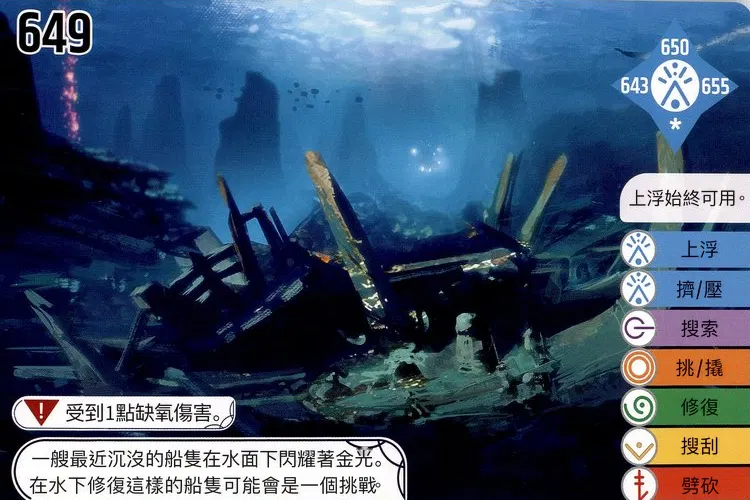 649
650
643
655
*
上浮始終可用。
上浮
擠/壓
搜索
挑/撬
修復
搜刮
劈砍
受到1點缺氧傷害。
一艘最近沉沒的船隻在水面下閃耀著金光。
在水下修復這樣的船隻可能會是一個挑戰。